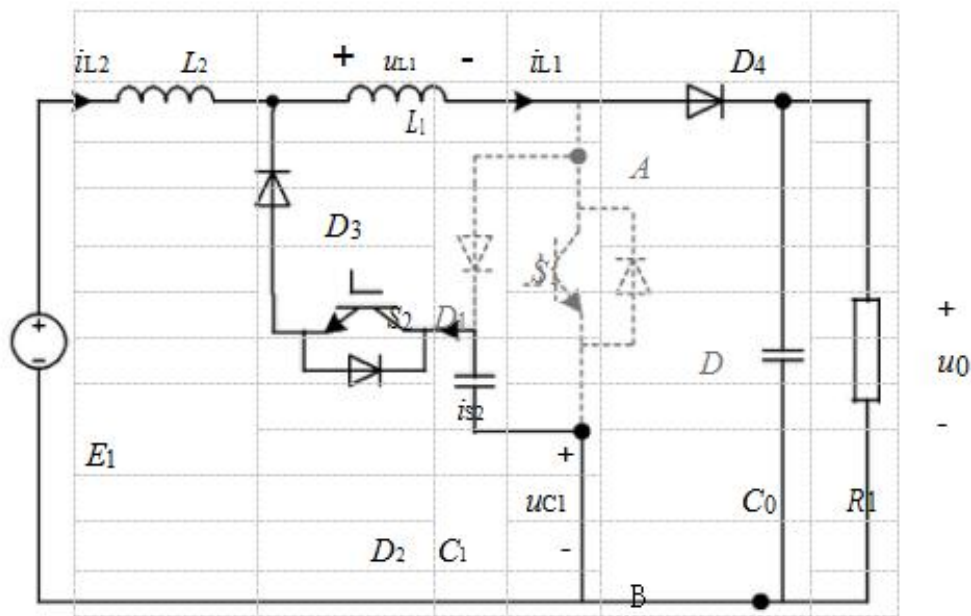 iL2 L2 + uL1 - iL1 D4
L1
A
D3
S1
S2 D1
+
D u0
iS2
-
E1 +
uC1 C0 R1
D2 C1 -
B